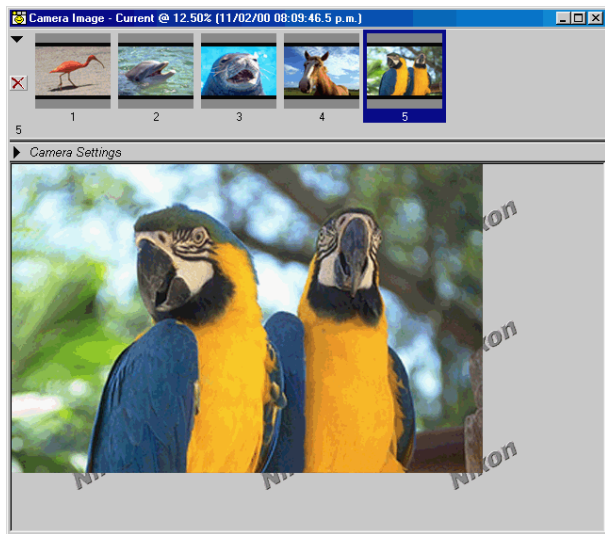 Camera Image - Current @ 12.50% (11/02/00 08:09:46.5 p.m.)
1 2 3 4 5
5
Camera Settings
Nikon
Nikon
Nikon Nikon Nikon